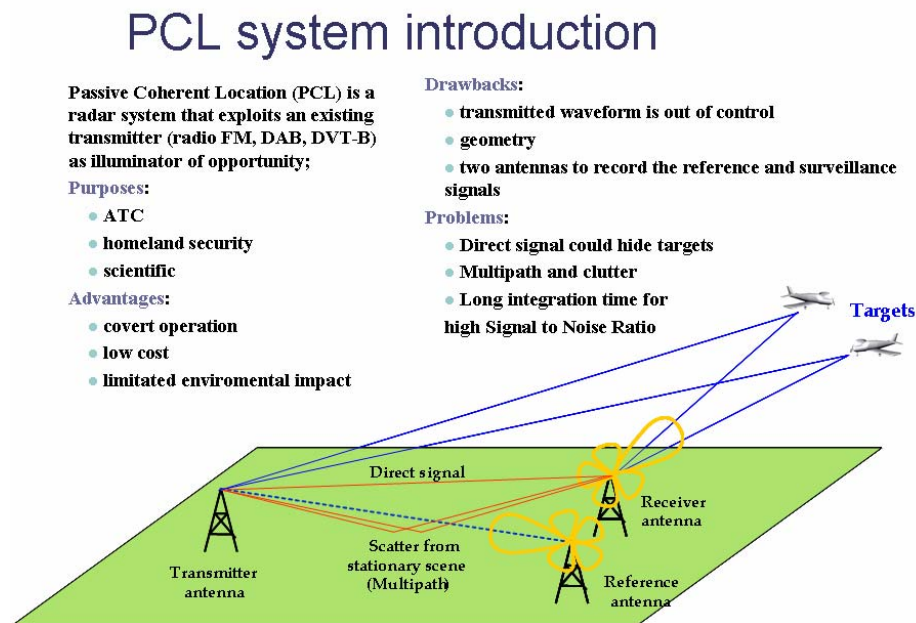 PCL system introduction
Passive Coherent Location (PCL) is a
radar system that exploits an existing
transmitter (radio FM, DAB, DVT-B)
as illuminator of opportunity;
Purposes:
● ATC
● homeland security
● scientific
Advantages:
● covert operation
● low cost
● limitated enviromental impact
Drawbacks:
● transmitted waveform is out of control
● geometry
● two antennas to record the reference and surveillance
signals
Problems:
● Direct signal could hide targets
● Multipath and clutter
● Long integration time for
high Signal to Noise Ratio
Targets
Direct signal
Receiver
antenna
Scatter from
stationary scene
(Multipath)
Transmitter
antenna
Reference
antenna